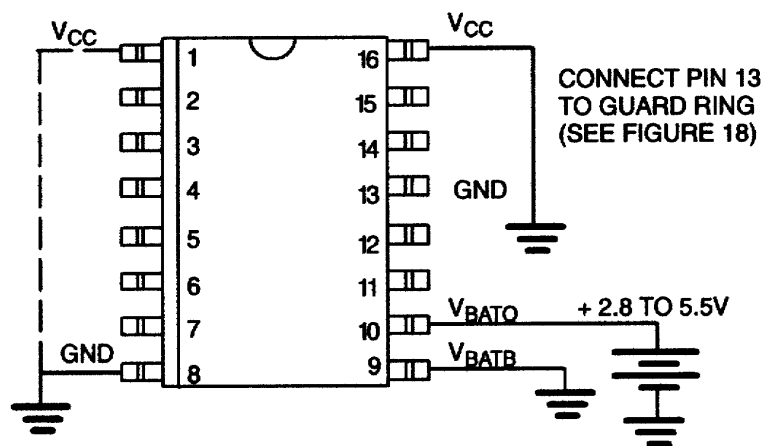 VCC
VCC
1
16
CONNECT PIN 13
TO GUARD RING
(SEE FIGURE 18)
2
15
3
14
4
13
GND
5
12
6
11
7
10
VBATO
+ 2.8 TO 5.5V
GND
8
9
VBATB